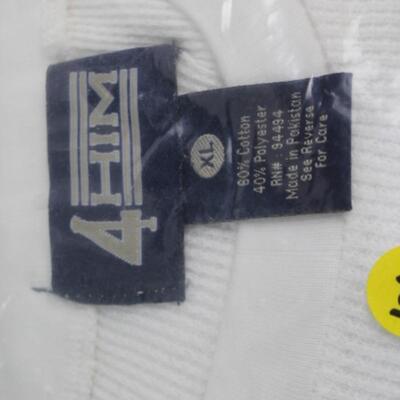 4HIM
XL
60% Cotton
40% Polyester
RN# : 94494
Made in Pakistan
See Reverse
For Care